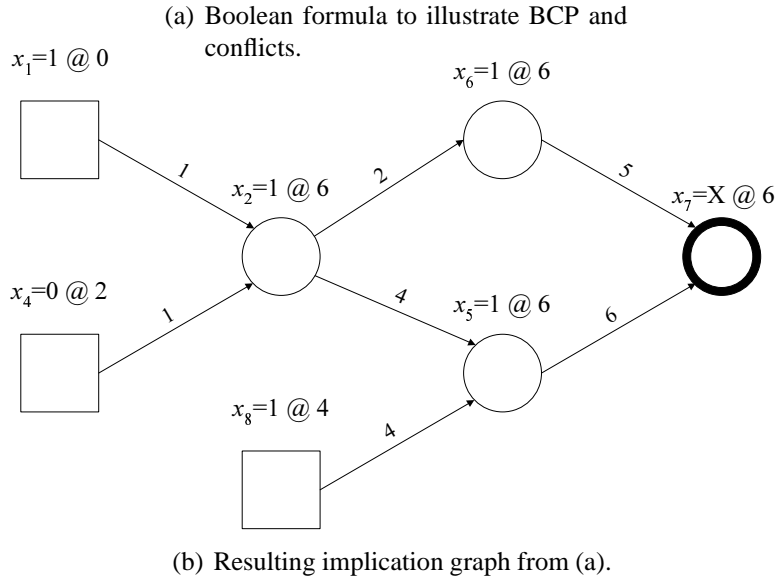 (a) Boolean formula to illustrate BCP and
conflicts.
x1=1 @ 0
x6=1 @ 6
1
2
5
x2=1 @ 6
x7=X @ 6
x4=0 @ 2
1
4
x5=1 @ 6
6
x8=1 @ 4
4
(b) Resulting implication graph from (a).